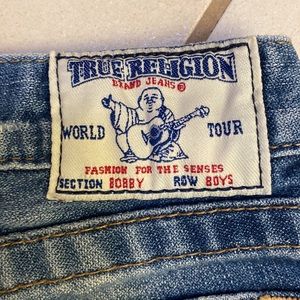 TRUE RELIGION
BRAND JEANS®
WORLD TOUR
FASHION FOR THE SENSES
SECTION BOBBY ROW BOYS